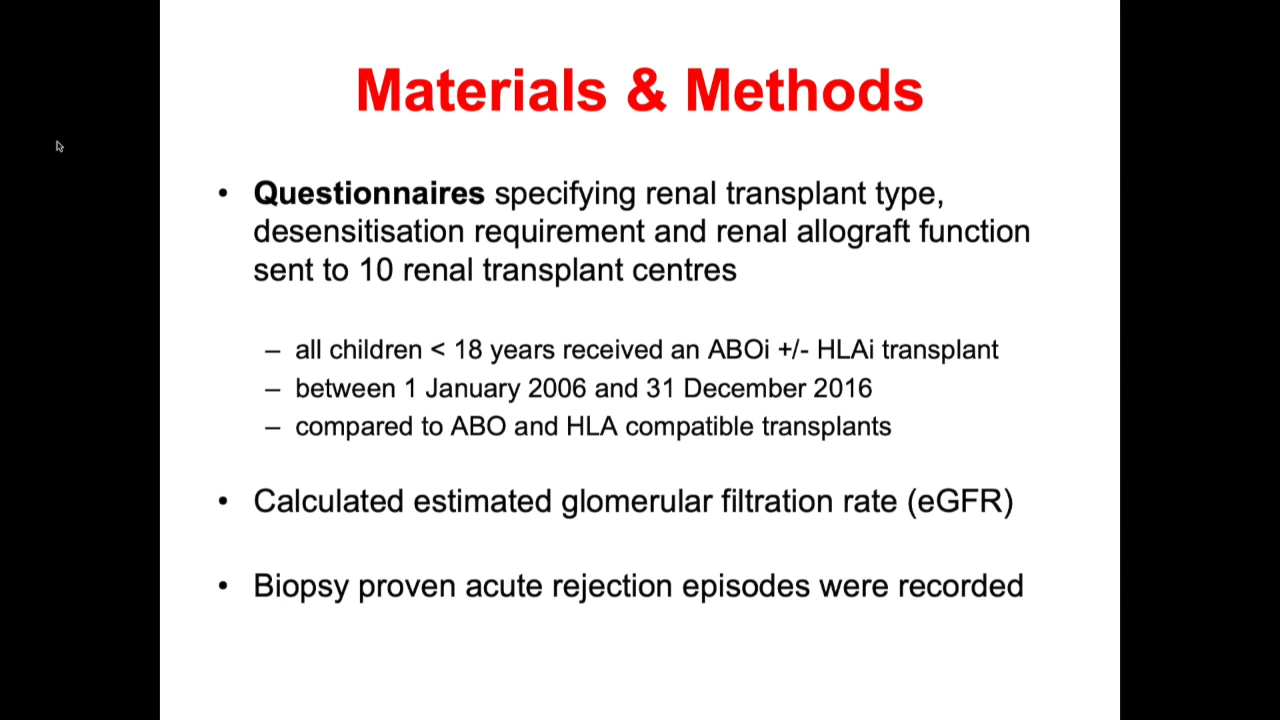 Materials & Methods
• Questionnaires specifying renal transplant type,
desensitisation requirement and renal allograft function
sent to 10 renal transplant centres
– all children < 18 years received an ABOi +/- HLAi transplant
– between 1 January 2006 and 31 December 2016
– compared to ABO and HLA compatible transplants
• Calculated estimated glomerular filtration rate (eGFR)
• Biopsy proven acute rejection episodes were recorded